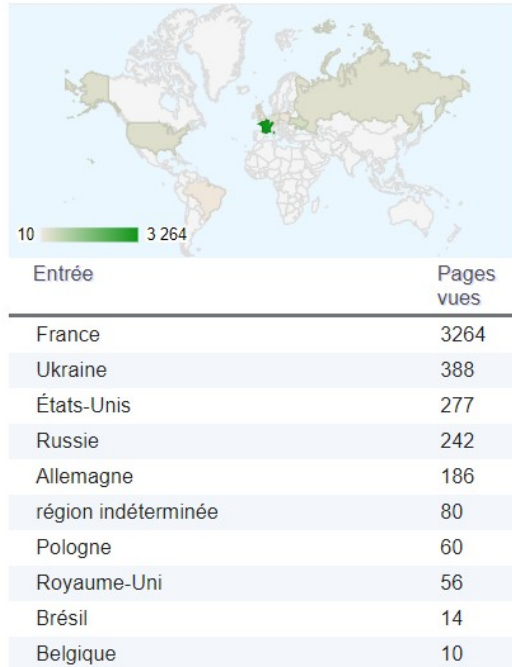 10 3 264
Entrée Pages
vues
France 3264
Ukraine 388
États-Unis 277
Russie 242
Allemagne 186
région indéterminée 80
Pologne 60
Royaume-Uni 56
Brésil 14
Belgique 10